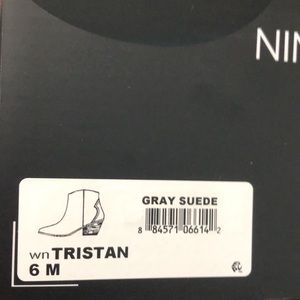 NIN
GRAY SUEDE
8 84571 06614 2
wn TRISTAN
6 M